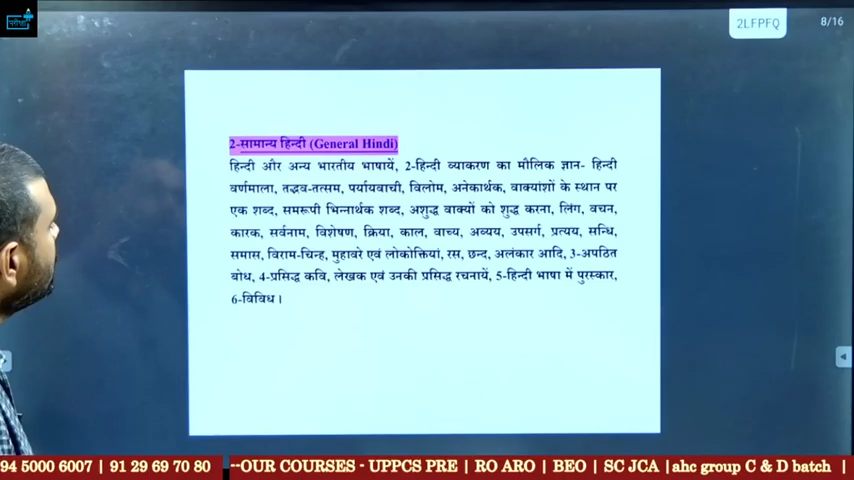 परीक्षा
2LFPFQ
8/16
2-सामान्य हिन्दी (General Hindi)
हिन्दी और अन्य भारतीय भाषायें, 2-हिन्दी व्याकरण का मौलिक ज्ञान- हिन्दी
वर्णमाला, तद्भव-तत्सम, पर्यायवाची, विलोम, अनेकार्थक, वाक्यांशों के स्थान पर
एक शब्द, समरूपी भिन्नार्थक शब्द, अशुद्ध वाक्यों को शुद्ध करना, लिंग, वचन,
कारक, सर्वनाम, विशेषण, क्रिया, काल, वाच्य, अव्यय, उपसर्ग, प्रत्यय, सन्धि,
समास, विराम-चिन्ह, मुहावरे एवं लोकोक्तियां, रस, छन्द, अलंकार आदि, 3-अपठित
बोध, 4-प्रसिद्ध कवि, लेखक एवं उनकी प्रसिद्ध रचनायें, 5-हिन्दी भाषा में पुरस्कार,
6-विविध।
94 5000 6007 | 91 29 69 70 80 --OUR COURSES - UPPCS PRE | RO ARO | BEO | SC JCA |ahc group C & D batch |